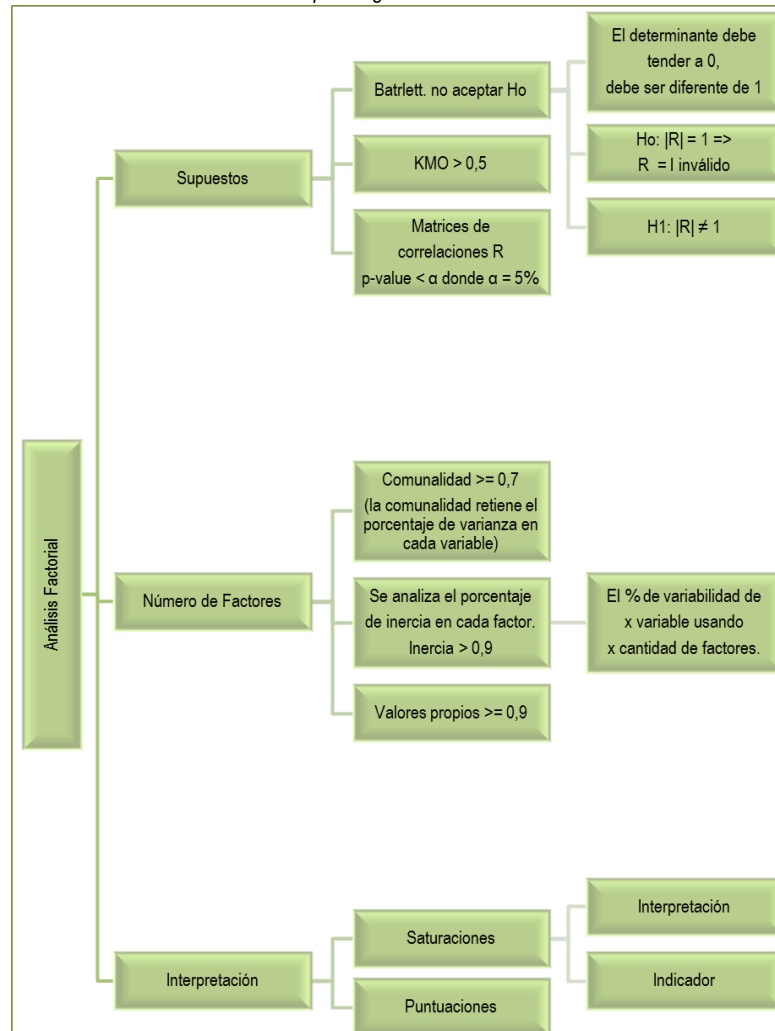 El determinante debe
tender a 0,
debe ser diferente de 1
Batrlett. no aceptar Ho
Ho: |R| = 1 =>
R = I inválido
KMO > 0,5
Supuestos
H1: |R| ≠ 1
Matrices de
correlaciones R
p-value < α donde α = 5%
Análisis Factorial
Comunalidad >= 0,7
(la comunalidad retiene el
porcentaje de varianza en
cada variable)
Número de Factores
Se analiza el porcentaje
de inercia en cada factor.
Inercia > 0,9
El % de variabilidad de
x variable usando
x cantidad de factores.
Valores propios >= 0,9
Interpretación
Saturaciones
Interpretación
Indicador
Puntuaciones